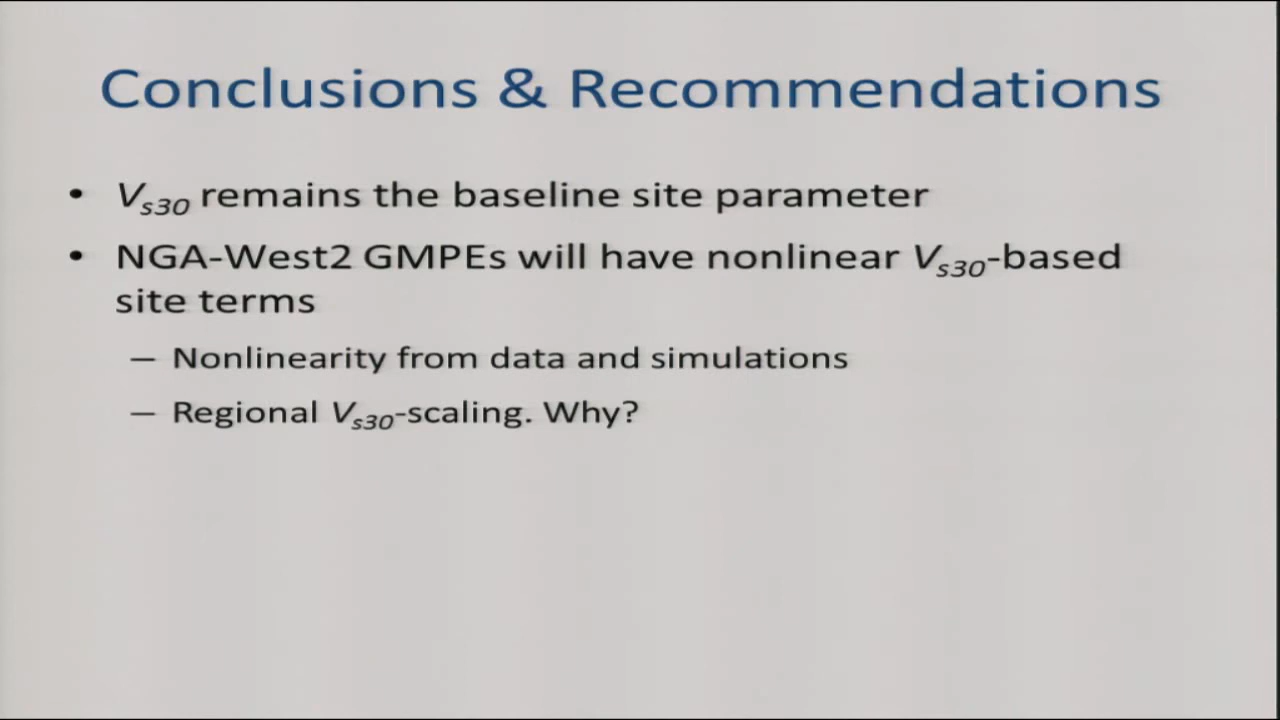 Conclusions & Recommendations
• Vs30 remains the baseline site parameter
• NGA-West2 GMPEs will have nonlinear Vs30-based
site terms
– Nonlinearity from data and simulations
– Regional Vs30-scaling. Why?